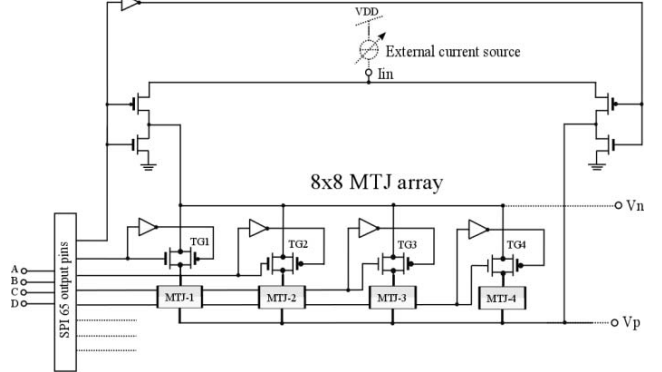 VDD
External current source
Iin
8x8 MTJ array
Vn
TG1
TG2
TG3
TG4
A
B
C
D
SPI 65 output pins
MTJ-1
MTJ-2
MTJ-3
MTJ-4
Vp